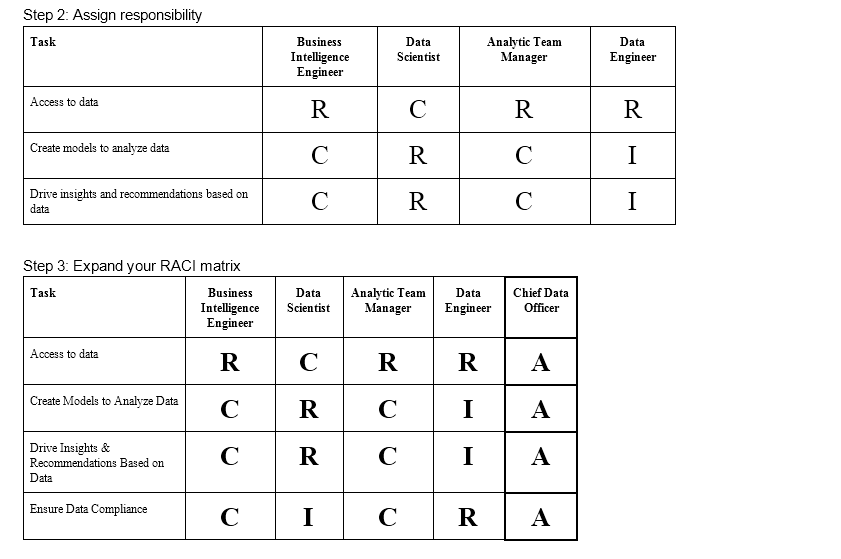 Step 2: Assign responsibility
Task Business Intelligence Engineer Data Scientist Analytic Team Manager Data Engineer
Access to data R C R R
Create models to analyze data C R C I
Drive insights and recommendations based on data C R C I
Step 3: Expand your RACI matrix
Task Business Intelligence Engineer Data Scientist Analytic Team Manager Data Engineer Chief Data Officer
Access to data R C R R A
Create Models to Analyze Data C R C I A
Drive Insights & Recommendations Based on Data C R C I A
Ensure Data Compliance C I C R A